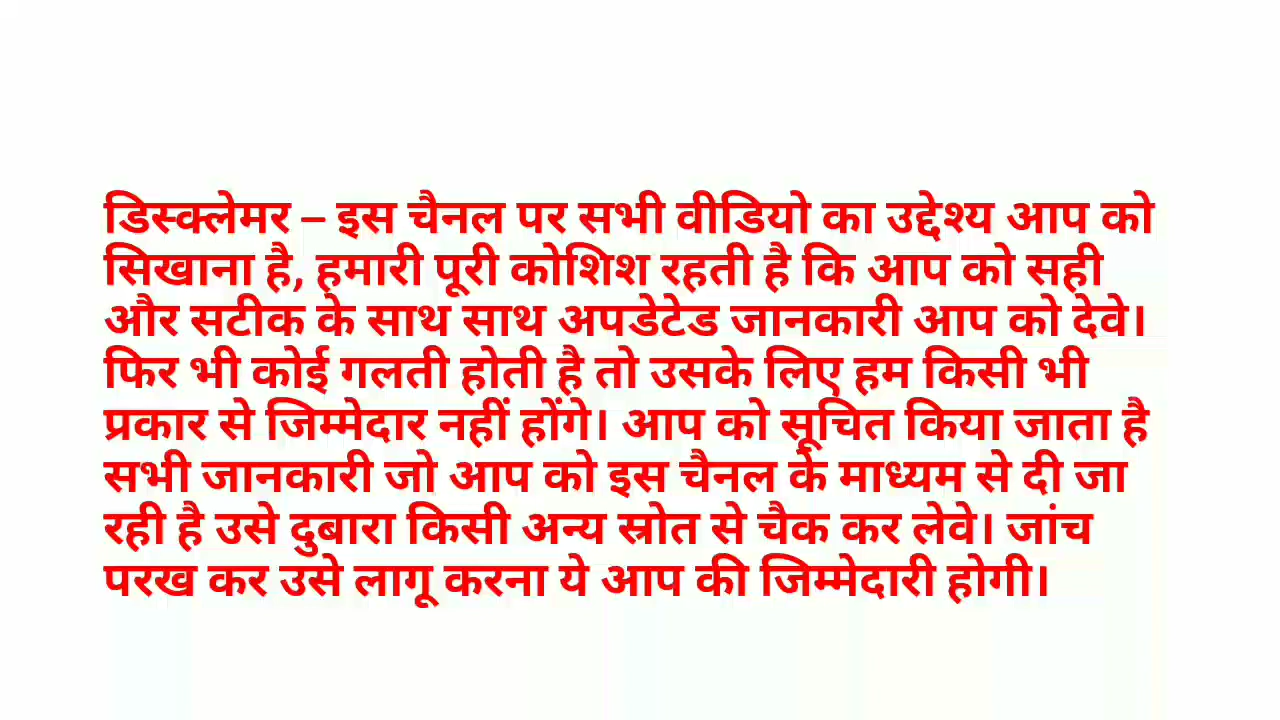 डिस्क्लेमर – इस चैनल पर सभी वीडियो का उद्देश्य आप को
सिखाना है, हमारी पूरी कोशिश रहती है कि आप को सही
और सटीक के साथ साथ अपडेटेड जानकारी आप को देवे।
फिर भी कोई गलती होती है तो उसके लिए हम किसी भी
प्रकार से जिम्मेदार नहीं होंगे। आप को सूचित किया जाता है
सभी जानकारी जो आप को इस चैनल के माध्यम से दी जा
रही है उसे दुबारा किसी अन्य स्रोत से चैक कर लेवे। जांच
परख कर उसे लागू करना ये आप की जिम्मेदारी होगी।